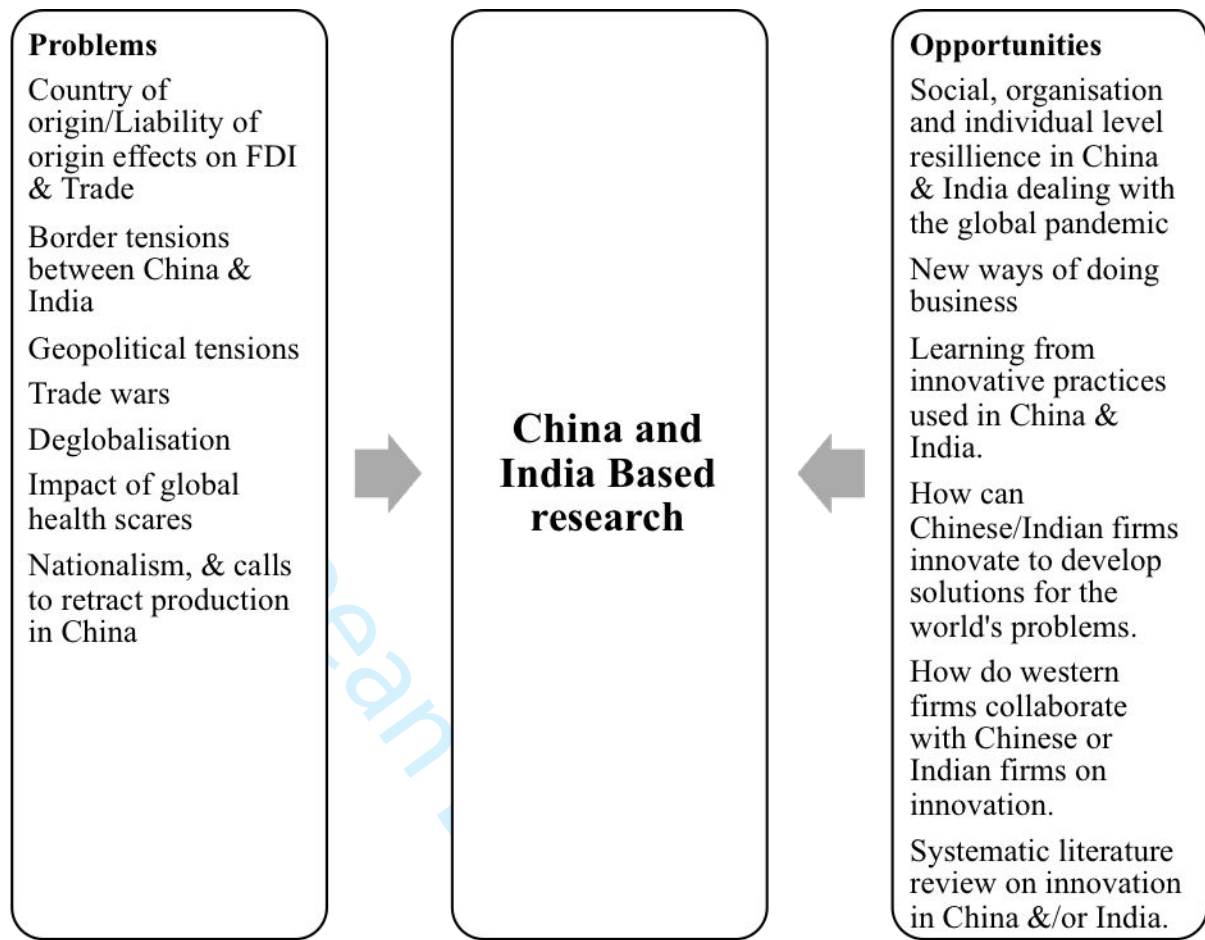 Problems
Country of
origin/Liability of
origin effects on FDI
& Trade
Border tensions
between China &
India
Geopolitical tensions
Trade wars
Deglobalisation
Impact of global
health scares
Nationalism, & calls
to retract production
in China
China and
India Based
research
Opportunities
Social, organisation
and individual level
resillience in China
& India dealing with
the global pandemic
New ways of doing
business
Learning from
innovative practices
used in China &
India.
How can
Chinese/Indian firms
innovate to develop
solutions for the
world's problems.
How do western
firms collaborate
with Chinese or
Indian firms on
innovation.
Systematic literature
review on innovation
in China &/or India.